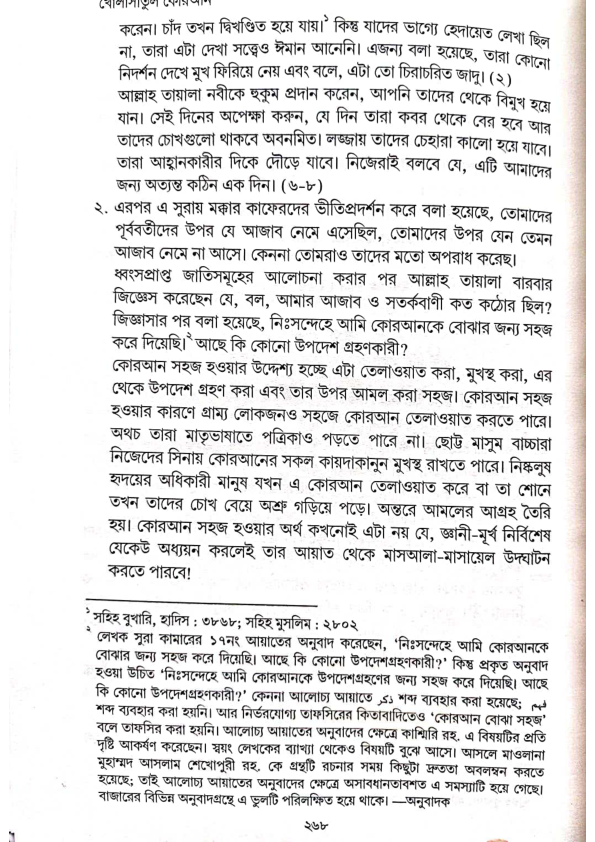 খোলাসাতুল কোরআন
করেন। চাঁদ তখন দ্বিখণ্ডিত হয়ে যায়।১ কিন্তু যাদের ভাগ্যে হেদায়েত লেখা ছিল
না, তারা এটা দেখা সত্ত্বেও ঈমান আনেনি। এজন্য বলা হয়েছে, তারা কোনো
নিদর্শন দেখে মুখ ফিরিয়ে নেয় এবং বলে, এটা তো চিরাচরিত জাদু। (২)
আল্লাহ তায়ালা নবীকে হুকুম প্রদান করেন, আপনি তাদের থেকে বিমুখ হয়ে
যান। সেই দিনের অপেক্ষা করুন, যে দিন তারা কবর থেকে বের হবে আর
তাদের চোখগুলো থাকবে অবনমিত। লজ্জায় তাদের চেহারা কালো হয়ে যাবে।
তারা আহ্বানকারীর দিকে দৌড়ে যাবে। নিজেরাই বলবে যে, এটি আমাদের
জন্য অত্যন্ত কঠিন এক দিন। (৬-৮)
২. এরপর এ সুরায় মক্কার কাফেরদের ভীতিপ্রদর্শন করে বলা হয়েছে, তোমাদের
পূর্ববর্তীদের উপর যে আজাব নেমে এসেছিল, তোমাদের উপর যেন তেমন
আজাব নেমে না আসে। কেননা তোমরাও তাদের মতো অপরাধ করেছ।
ধ্বংসপ্রাপ্ত জাতিসমূহের আলোচনা করার পর আল্লাহ তায়ালা বারবার
জিজ্ঞেস করেছেন যে, বল, আমার আজাব ও সতর্কবাণী কত কঠোর ছিল?
জিজ্ঞাসার পর বলা হয়েছে, নিঃসন্দেহে আমি কোরআনকে বোঝার জন্য সহজ
করে দিয়েছি।২ আছে কি কোনো উপদেশ গ্রহণকারী?
কোরআন সহজ হওয়ার উদ্দেশ্য হচ্ছে এটা তেলাওয়াত করা, মুখস্থ করা, এর
থেকে উপদেশ গ্রহণ করা এবং তার উপর আমল করা সহজ। কোরআন সহজ
হওয়ার কারণে গ্রাম্য লোকজনও সহজে কোরআন তেলাওয়াত করতে পারে।
অথচ তারা মাতৃভাষাতে পত্রিকাও পড়তে পারে না। ছোট্ট মাসুম বাচ্চারা
নিজেদের সিনায় কোরআনের সকল কায়দাকানুন মুখস্থ রাখতে পারে। নিষ্কলুষ
হৃদয়ের অধিকারী মানুষ যখন এ কোরআন তেলাওয়াত করে বা তা শোনে
তখন তাদের চোখ বেয়ে অশ্রু গড়িয়ে পড়ে। অন্তরে আমলের আগ্রহ তৈরি
হয়। কোরআন সহজ হওয়ার অর্থ কখনোই এটা নয় যে, জ্ঞানী-মূর্খ নির্বিশেষ
যেকেউ অধ্যয়ন করলেই তার আয়াত থেকে মাসআলা-মাসায়েল উদ্ঘাটন
করতে পারবে!
১ সহিহ বুখারি, হাদিস : ৩৮৬৮; সহিহ মুসলিম : ২৮০২
২ লেখক সুরা কামারের ১৭নং আয়াতের অনুবাদ করেছেন, ‘নিঃসন্দেহে আমি কোরআনকে
বোঝার জন্য সহজ করে দিয়েছি। আছে কি কোনো উপদেশগ্রহণকারী?’ কিন্তু প্রকৃত অনুবাদ
হওয়া উচিত ‘নিঃসন্দেহে আমি কোরআনকে উপদেশগ্রহণের জন্য সহজ করে দিয়েছি। আছে
কি কোনো উপদেশগ্রহণকারী?’ কেননা আলোচ্য আয়াতে ذکر শব্দ ব্যবহার করা হয়েছে; فہم
শব্দ ব্যবহার করা হয়নি। আর নির্ভরযোগ্য তাফসিরের কিতাবাদিতেও ‘কোরআন বোঝা সহজ’
বলে তাফসির করা হয়নি। আলোচ্য আয়াতের অনুবাদের ক্ষেত্রে কাশ্মিরি রহ. এ বিষয়টির প্রতি
দৃষ্টি আকর্ষণ করেছেন। স্বয়ং লেখকের ব্যাখ্যা থেকেও বিষয়টি বুঝে আসে। আসলে মাওলানা
মুহাম্মদ আসলাম শেখোপুরী রহ. কে গ্রন্থটি রচনার সময় কিছুটা দ্রুততা অবলম্বন করতে
হয়েছে; তাই আলোচ্য আয়াতের অনুবাদের ক্ষেত্রে অসাবধানতাবশত এ সমস্যাটি হয়ে গেছে।
বাজারের বিভিন্ন অনুবাদগ্রন্থে এ ভুলটি পরিলক্ষিত হয়ে থাকে। —অনুবাদক
২৬৮